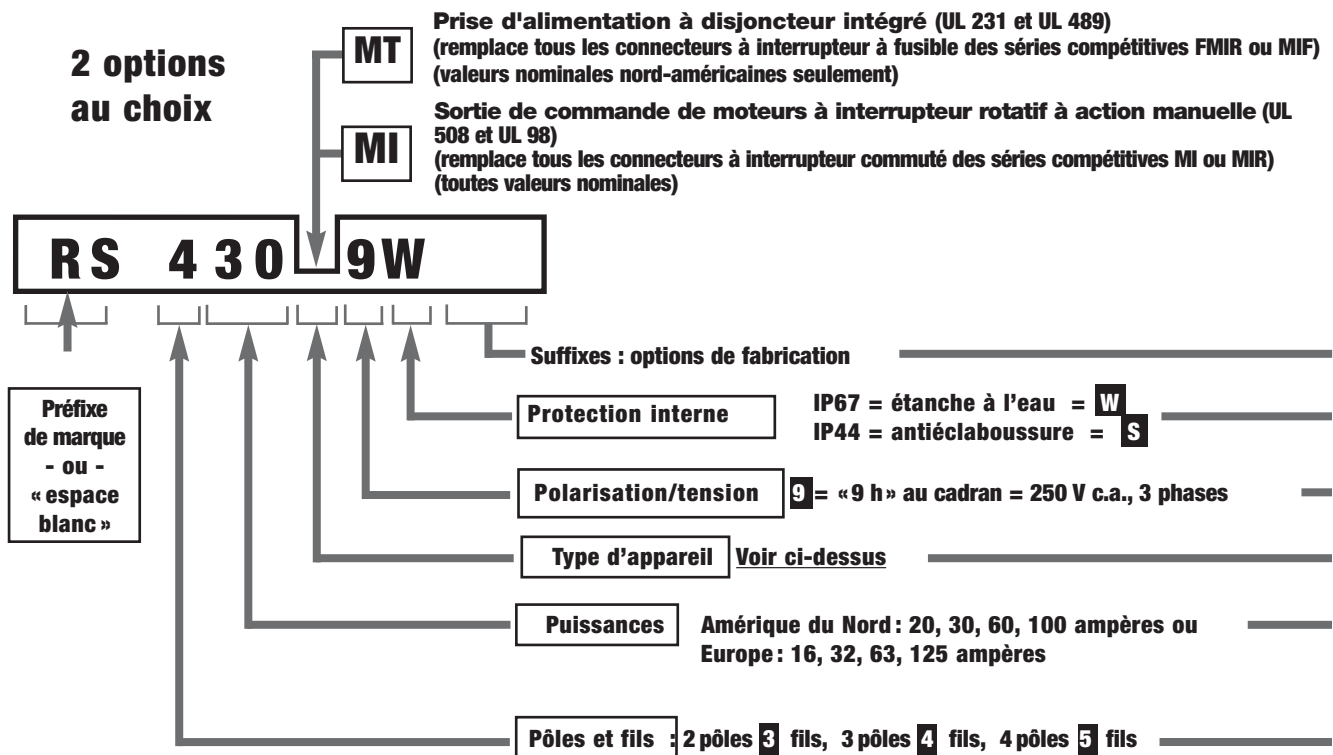 2 options
au choix
MT
Prise d'alimentation à disjoncteur intégré (UL 231 et UL 489)
(remplace tous les connecteurs à interrupteur à fusible des séries compétitives FMIR ou MIF)
(valeurs nominales nord-américaines seulement)
MI
Sortie de commande de moteurs à interrupteur rotatif à action manuelle (UL
508 et UL 98)
(remplace tous les connecteurs à interrupteur commuté des séries compétitives MI ou MIR)
(toutes valeurs nominales)
RS 430 9W
Suffixes : options de fabrication
Préfixe
de marque
- ou -
« espace
blanc »
Protection interne
IP67 = étanche à l'eau = W
IP44 = antiéclaboussure = S
Polarisation/tension 9 = «9 h» au cadran = 250 V c.a., 3 phases
Type d'appareil Voir ci-dessus
Puissances
Amérique du Nord : 20, 30, 60, 100 ampères ou
Europe : 16, 32, 63, 125 ampères
Pôles et fils : 2 pôles 3 fils, 3 pôles 4 fils, 4 pôles 5 fils